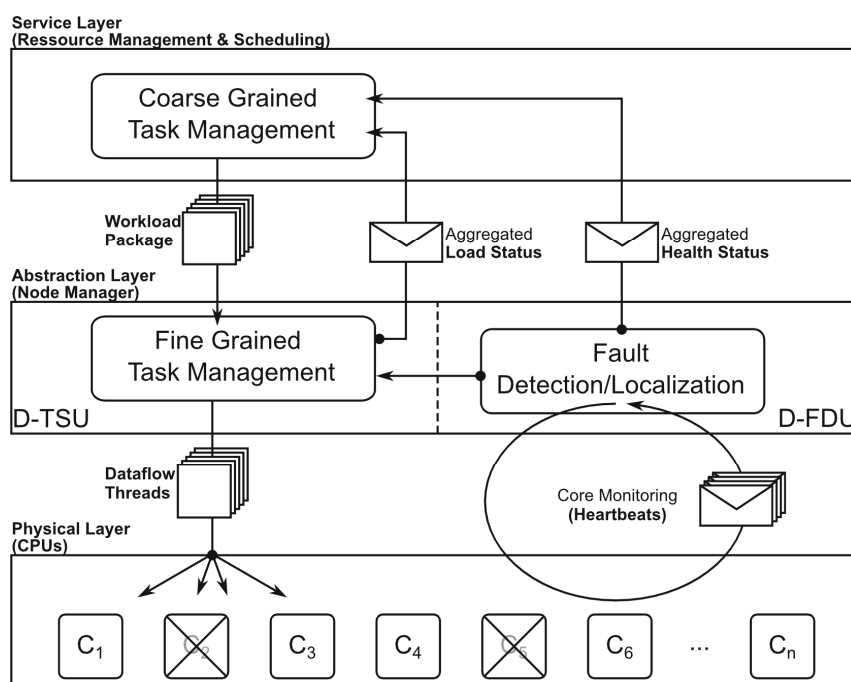 Service Layer
(Ressource Management & Scheduling)
Coarse Grained
Task Management
Workload
Package
Aggregated
Load Status
Aggregated
Health Status
Abstraction Layer
(Node Manager)
Fine Grained
Task Management
Fault
Detection/Localization
D-TSU
D-FDU
Dataflow
Threads
Core Monitoring
(Heartbeats)
Physical Layer
(CPUs)
C1 C2 C3 C4 C5 C6 ... Cn